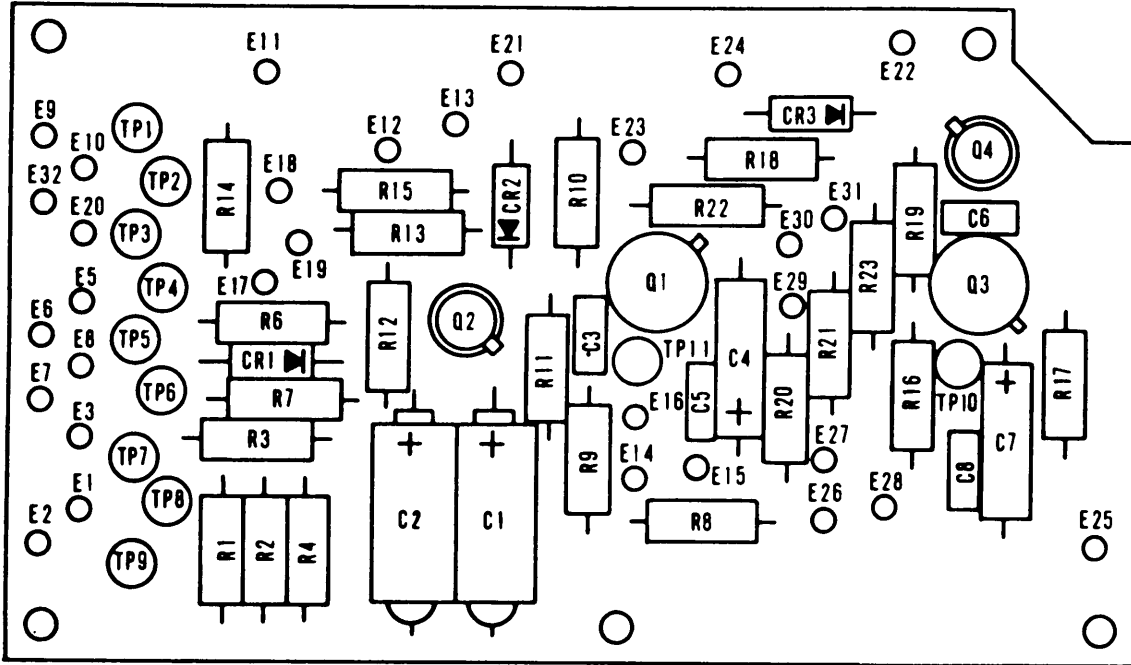 E11
E21
E24
E22
E9
TP1
E13
CR3
E10
E12
E23
Q4
E32
TP2
E18
R14
R15
CR2
R10
R18
E20
TP3
R13
R22
E31
R19
C6
E19
E30
E5
TP4
E17
Q1
E29
R23
Q3
E6
TP5
R6
R12
Q2
C3
R11
TP11
C4
+
R21
E8
CR1
E7
TP6
R7
C5
R20
R16
TP10
+
R17
E3
R3
+
+
E16
C7
TP7
R9
E14
E15
E27
C8
E1
TP8
E2
R1
R2
R4
C2
C1
R8
E26
E28
E25
TP9